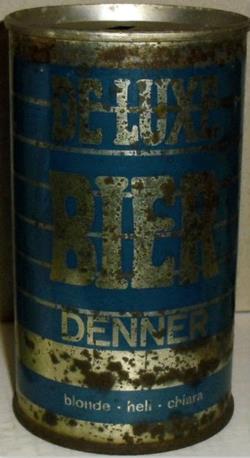 DE LUXE
BIER
DENNER
blonde · hell · chiara